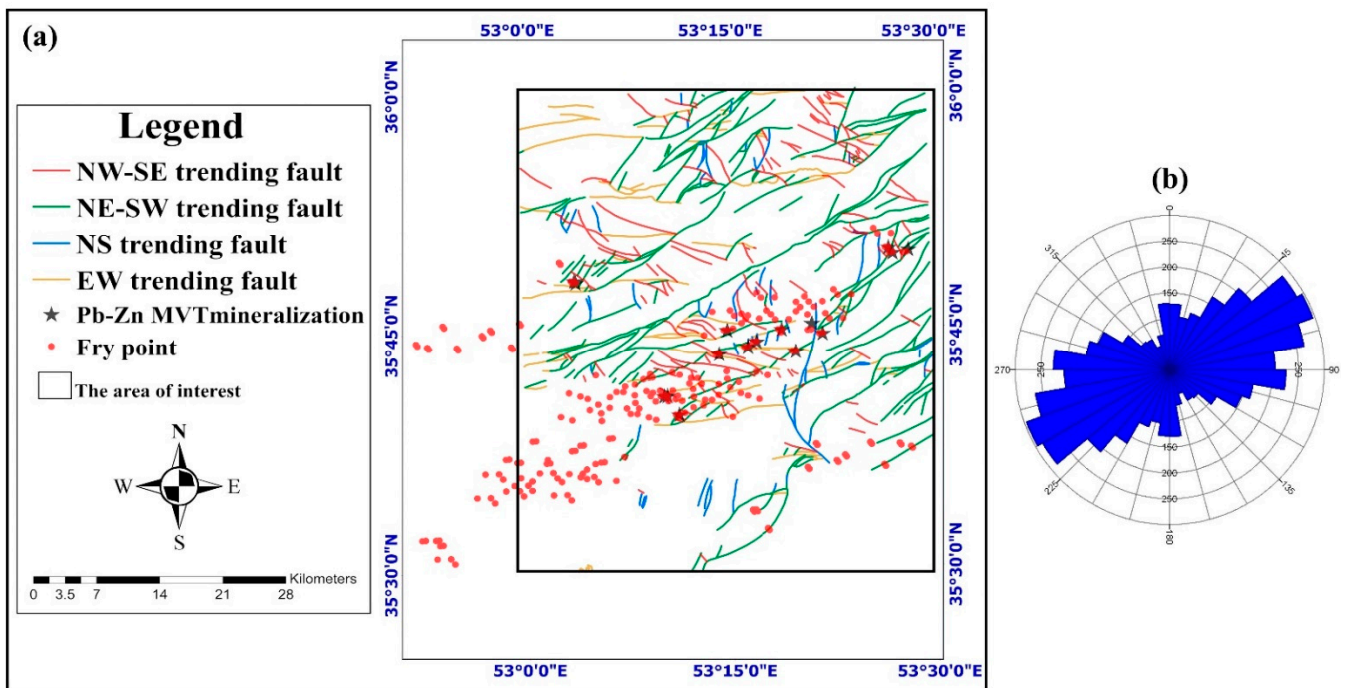 (a)
53°0'0"E 53°15'0"E 53°30'0"E
36°0'0"N 36°0'0"N
Legend
NW-SE trending fault
NE-SW trending fault
NS trending fault
EW trending fault
Pb-Zn MVTmineralization
Fry point
The area of interest
N
W E
S
Kilometers
0 3.5 7 14 21 28
35°45'0"N 35°45'0"N
35°30'0"N 35°30'0"N
53°0'0"E 53°15'0"E 53°30'0"E
(b)
0
315 45
250
200
150
270 250 250 90
150
200
250
225 -135
180